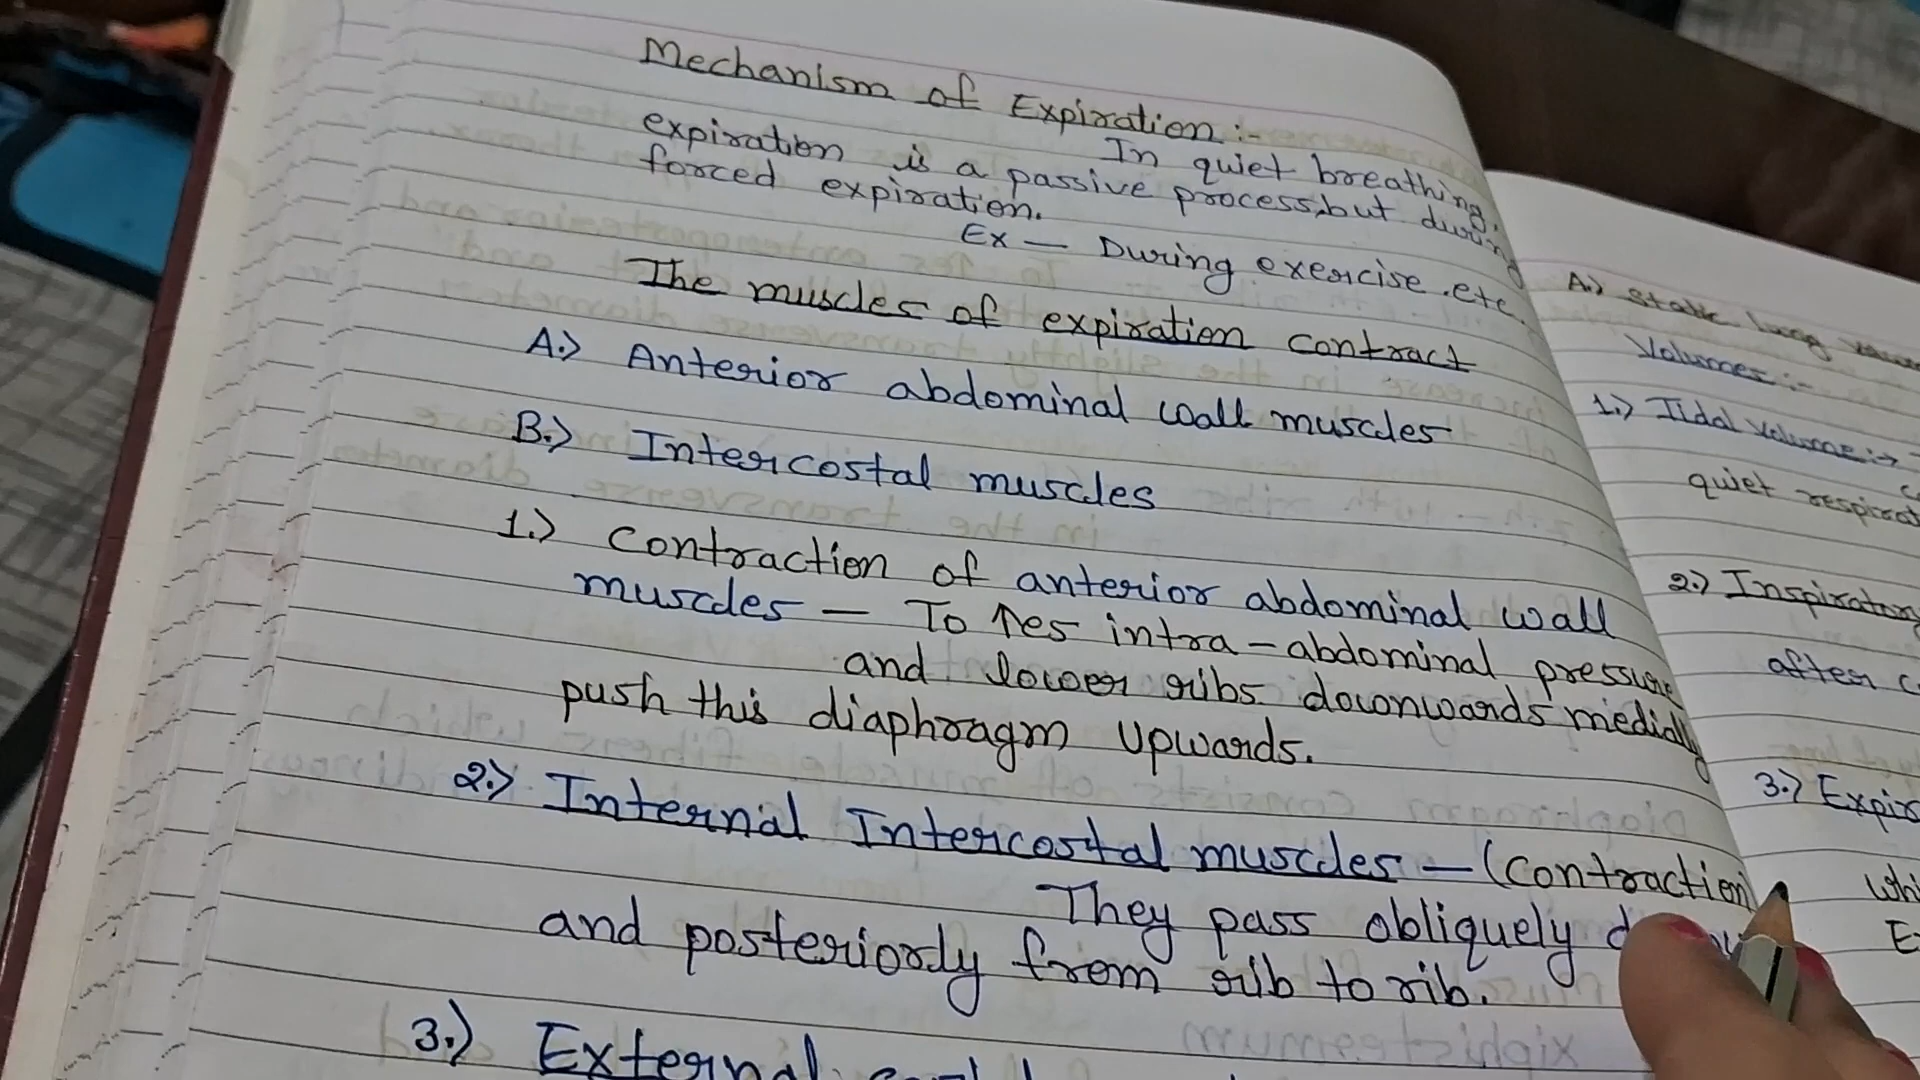 Mechanism of Expiration :-
In quiet breathing,
expiration is a passive process, but during
forced expiration.
Ex — During exercise .etc.
The muscles of expiration contract
A.> Anterior abdominal wall muscles
B.> Intercostal muscles
1.> Contraction of anterior abdominal wall
muscles — To ↑es intra-abdominal pressure
and lower ribs downwards medially
push this diaphragm upwards.
2.> Internal Intercostal muscles — (Contraction)
They pass obliquely
and posteriorly from rib to rib.
3.) External
A.> Static lung
Volumes :-
1.> Tidal volume :->
quiet
2.> Inspiratory
after
3.>